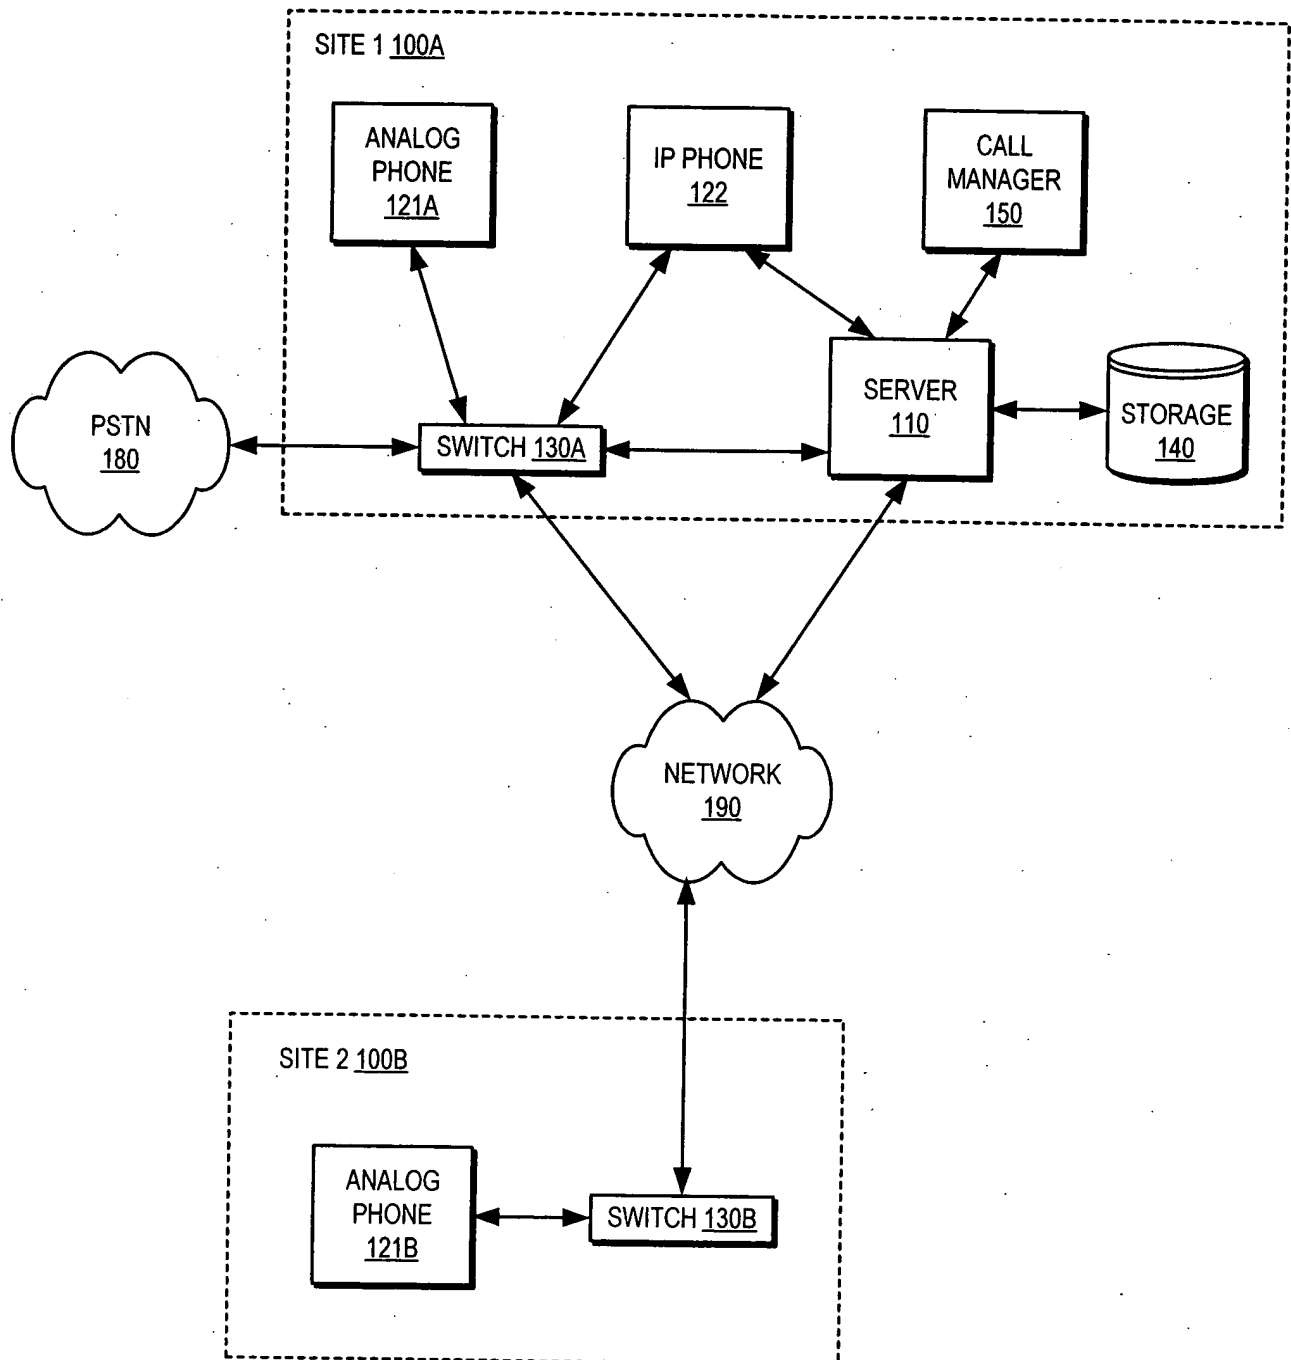 SITE 1 100A
ANALOG
PHONE
121A
IP PHONE
122
CALL
MANAGER
150
PSTN
180
SWITCH 130A
SERVER
110
STORAGE
140
NETWORK
190
SITE 2 100B
ANALOG
PHONE
121B
SWITCH 130B